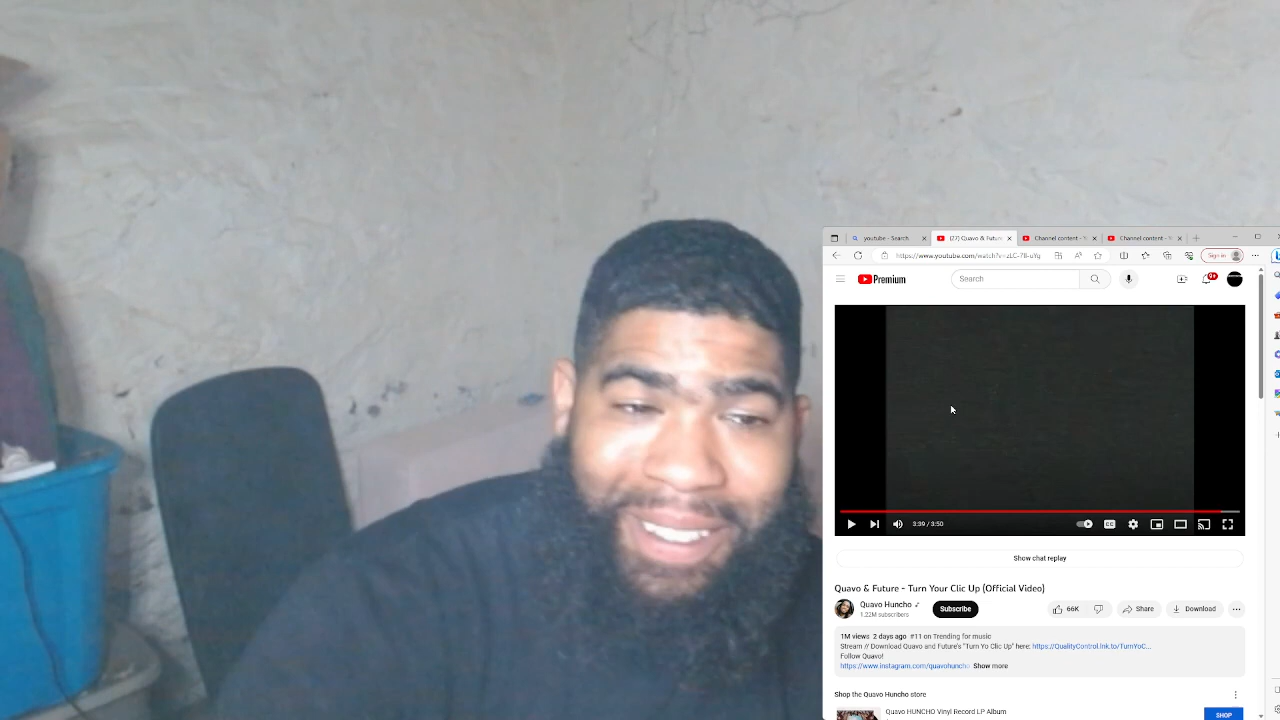 youtube - Search
(27) Quavo & Future
Channel content - Y
Channel content - Y
https://www.youtube.com/watch?v=zLC-78-uYg
Sign in
Premium
Search
9+
3:39 / 3:50
CC
Show chat replay
Quavo & Future - Turn Your Clic Up (Official Video)
Quavo Huncho
1.22M subscribers
Subscribe
66K
Share
Download
1M views 2 days ago #11 on Trending for music
Stream // Download Quavo and Future's "Turn Yo Clic Up" here: https://QualityControl.lnk.to/TurnYoC...
Follow Quavo!
https://www.instagram.com/quavohuncho Show more
Shop the Quavo Huncho store
Quavo HUNCHO Vinyl Record LP Album
SHOP